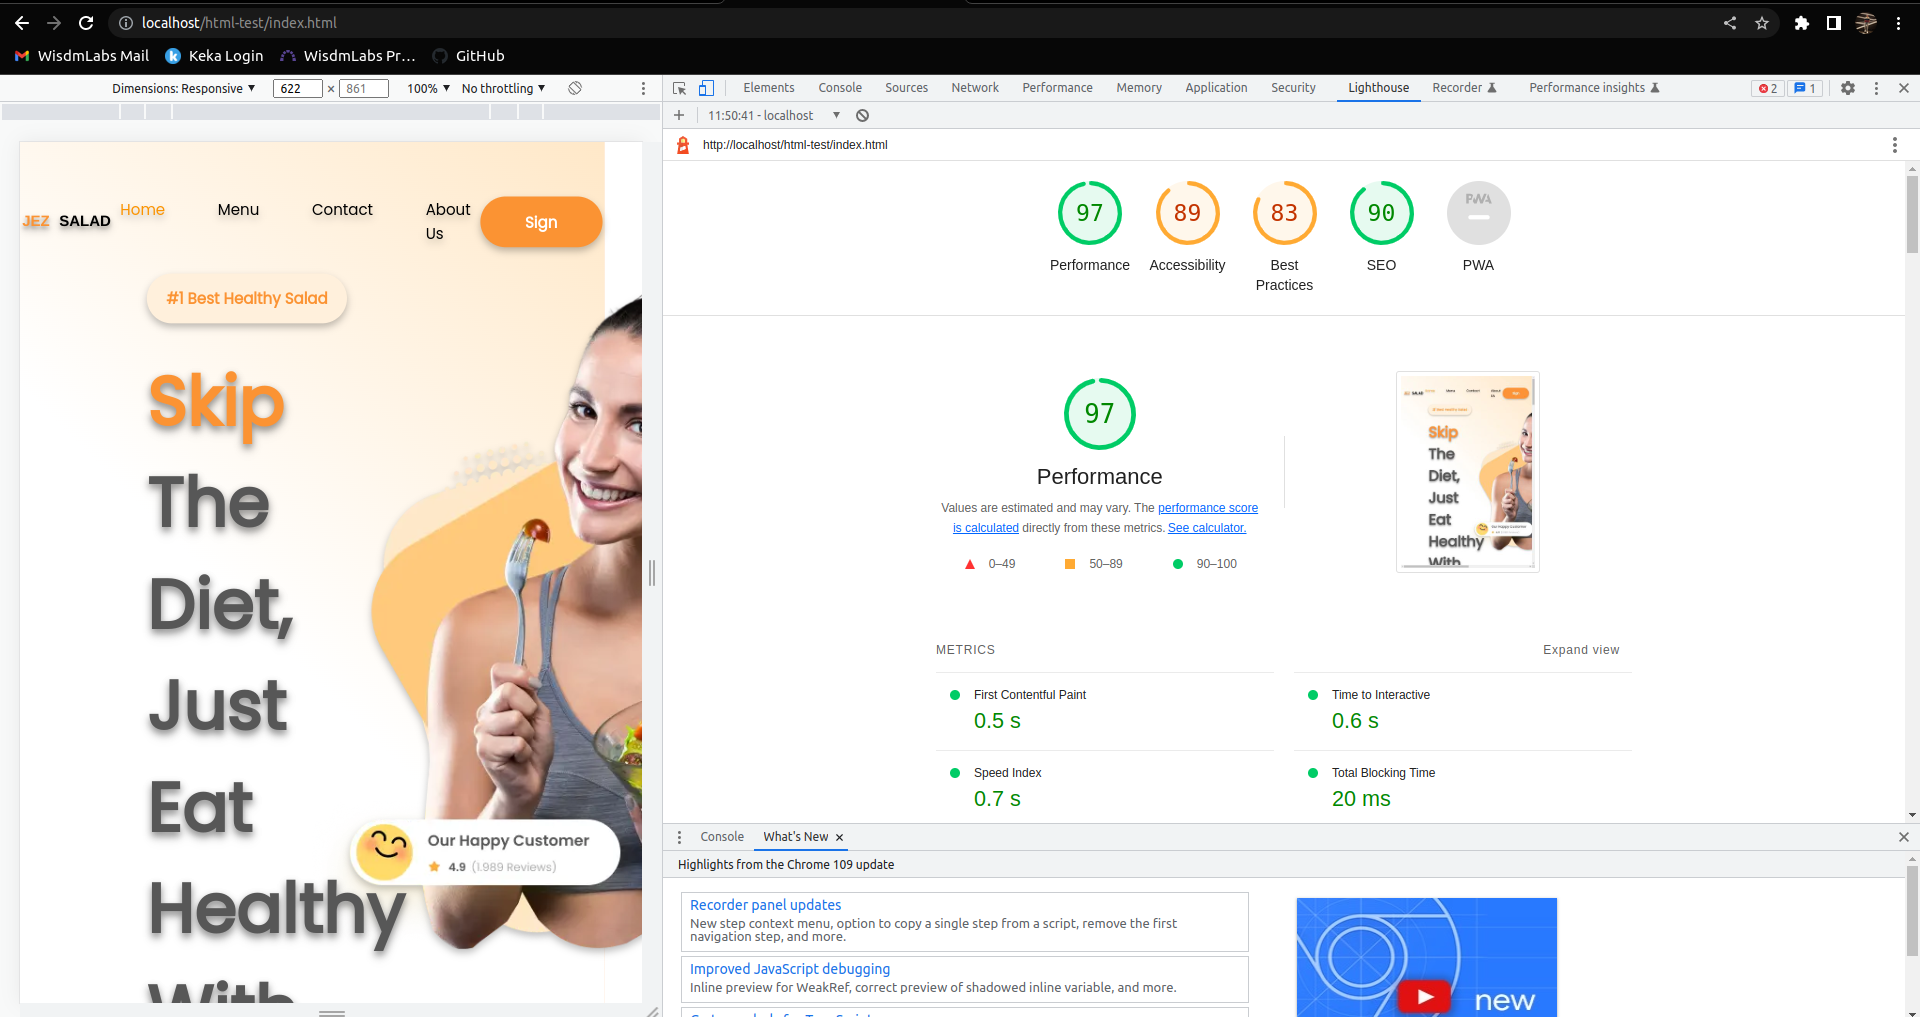 localhost/html-test/index.html
WisdmLabs Mail
Keka Login
WisdmLabs Pr...
GitHub
Dimensions: Responsive
622 × 861
100%
No throttling
Elements
Console
Sources
Network
Performance
Memory
Application
Security
Lighthouse
Recorder
Performance insights
2
1
11:50:41 - localhost
http://localhost/html-test/index.html
JEZ SALAD
Home
Menu
Contact
About
Us
Sign
#1 Best Healthy Salad
Skip
The
Diet,
Just
Eat
Healthy
With
Our Happy Customer
4.9 (1.989 Reviews)
97
Performance
89
Accessibility
83
Best
Practices
90
SEO
PWA
PWA
97
Performance
Values are estimated and may vary. The performance score
is calculated directly from these metrics. See calculator.
0–49
50–89
90–100
Skip
The
Diet,
Just
Eat
Healthy
With
METRICS
Expand view
First Contentful Paint
0.5 s
Time to Interactive
0.6 s
Speed Index
0.7 s
Total Blocking Time
20 ms
Console
What's New
Highlights from the Chrome 109 update
Recorder panel updates
New step context menu, option to copy a single step from a script, remove the first
navigation step, and more.
Improved JavaScript debugging
Inline preview for WeakRef, correct preview of shadowed inline variable, and more.
new